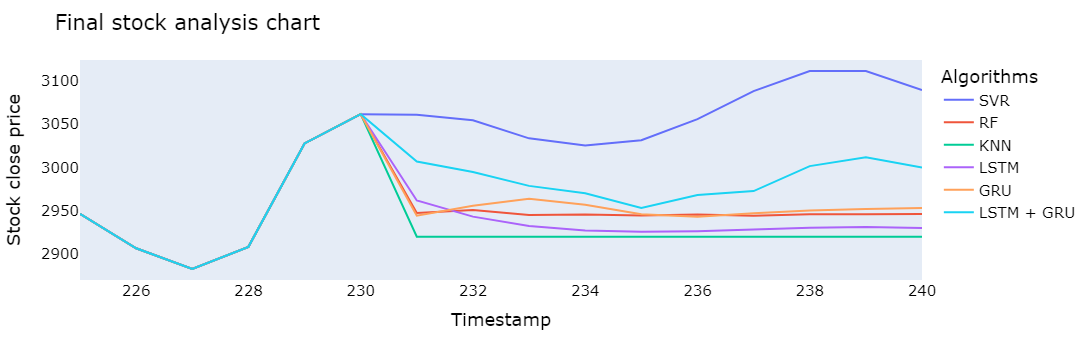 Final stock analysis chart
Stock close price
3100
3050
3000
2950
2900
226
228
230
232
234
236
238
240
Timestamp
Algorithms
SVR
RF
KNN
LSTM
GRU
LSTM + GRU